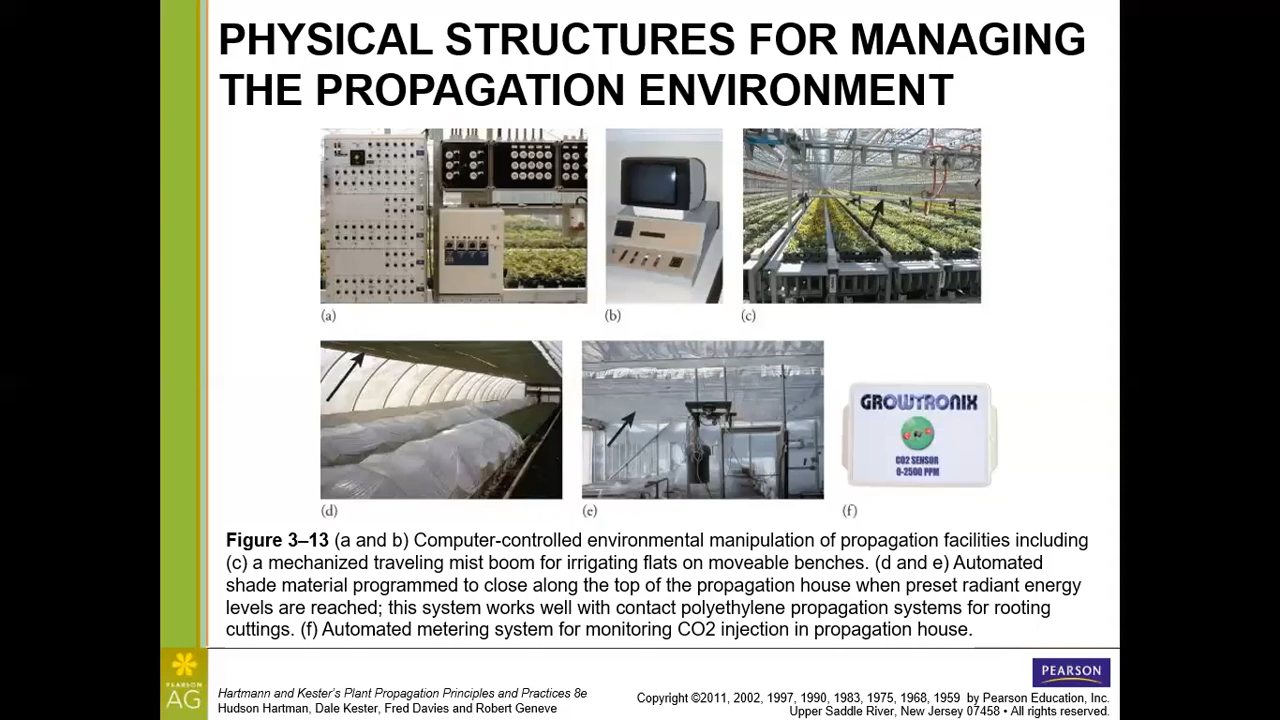 PHYSICAL STRUCTURES FOR MANAGING
THE PROPAGATION ENVIRONMENT
(a)
(b)
(c)
GROWTRONIX
CO2 SENSOR
0-2500 PPM
(d)
(e)
(f)
Figure 3–13 (a and b) Computer-controlled environmental manipulation of propagation facilities including
(c) a mechanized traveling mist boom for irrigating flats on moveable benches. (d and e) Automated
shade material programmed to close along the top of the propagation house when preset radiant energy
levels are reached; this system works well with contact polyethylene propagation systems for rooting
cuttings. (f) Automated metering system for monitoring CO2 injection in propagation house.
PEARSON
AG
Hartmann and Kester's Plant Propagation Principles and Practices 8e
Hudson Hartman, Dale Kester, Fred Davies and Robert Geneve
PEARSON
Copyright ©2011, 2002, 1997, 1990, 1983, 1975, 1968, 1959 by Pearson Education, Inc.
Upper Saddle River, New Jersey 07458 • All rights reserved.